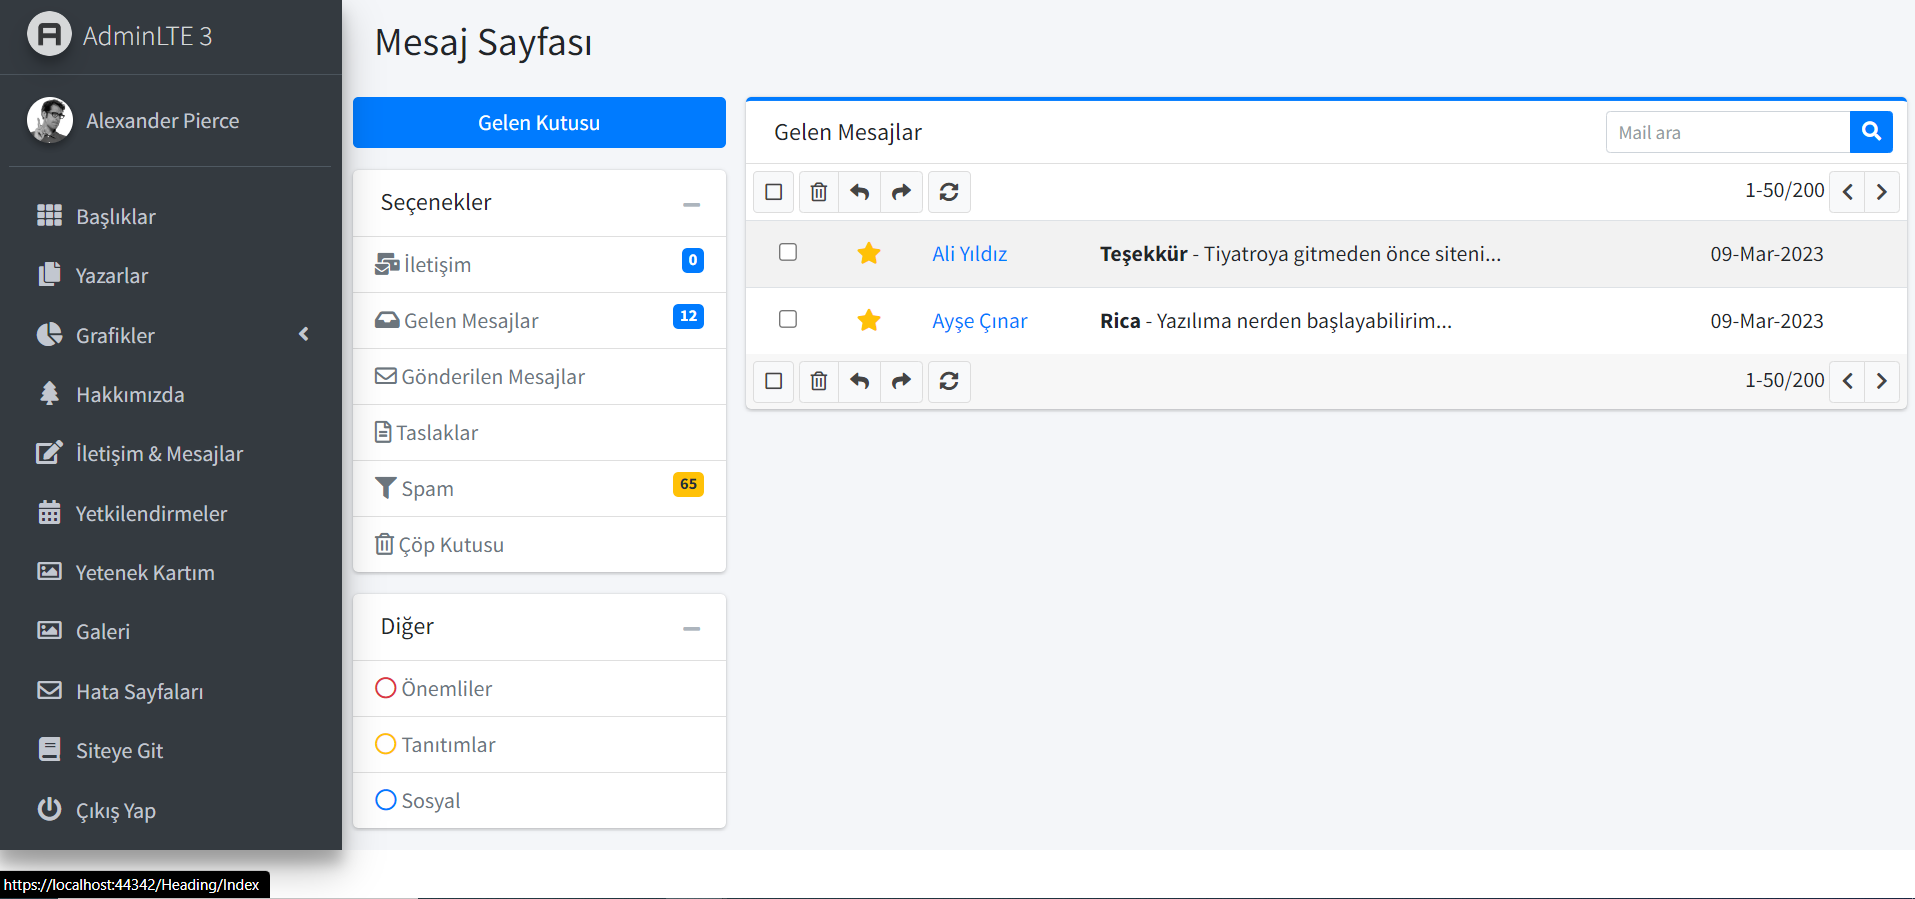 AdminLTE 3
Alexander Pierce
Başlıklar
Yazarlar
Grafikler
Hakkımızda
İletişim & Mesajlar
Yetkilendirmeler
Yetenek Kartım
Galeri
Hata Sayfaları
Siteye Git
Çıkış Yap
Mesaj Sayfası
Gelen Kutusu
Seçenekler
İletişim 0
Gelen Mesajlar 12
Gönderilen Mesajlar
Taslaklar
Spam 65
Çöp Kutusu
Diğer
Önemliler
Tanıtımlar
Sosyal
Gelen Mesajlar
Mail ara
1-50/200
Ali Yıldız Teşekkür - Tiyatroya gitmeden önce siteni... 09-Mar-2023
Ayşe Çınar Rica - Yazılıma nerden başlayabilirim... 09-Mar-2023
1-50/200
https://localhost:44342/Heading/Index